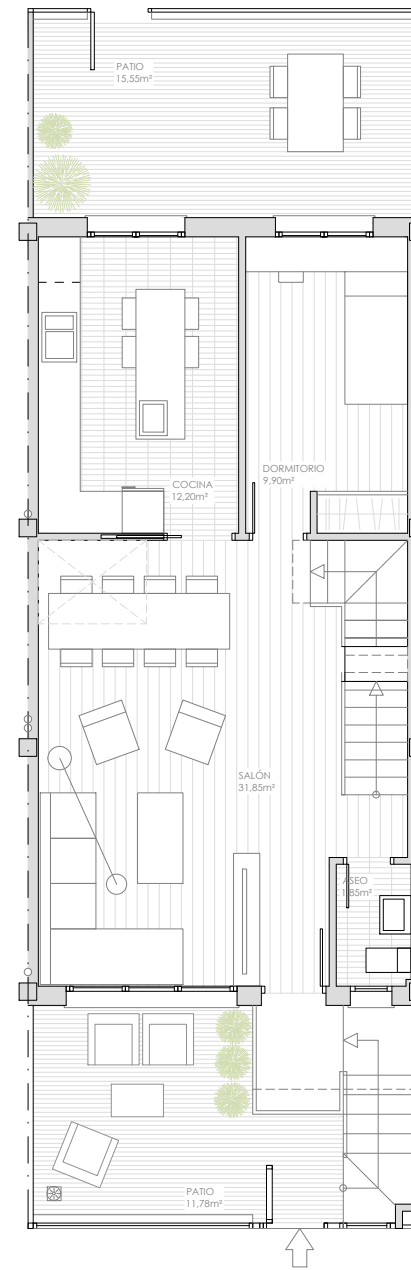 PATIO
15,55m²
COCINA
12,20m²
DORMITORIO
9,90m²
SALÓN
31,85m²
ASEO
1,85m²
PATIO
11,78m²